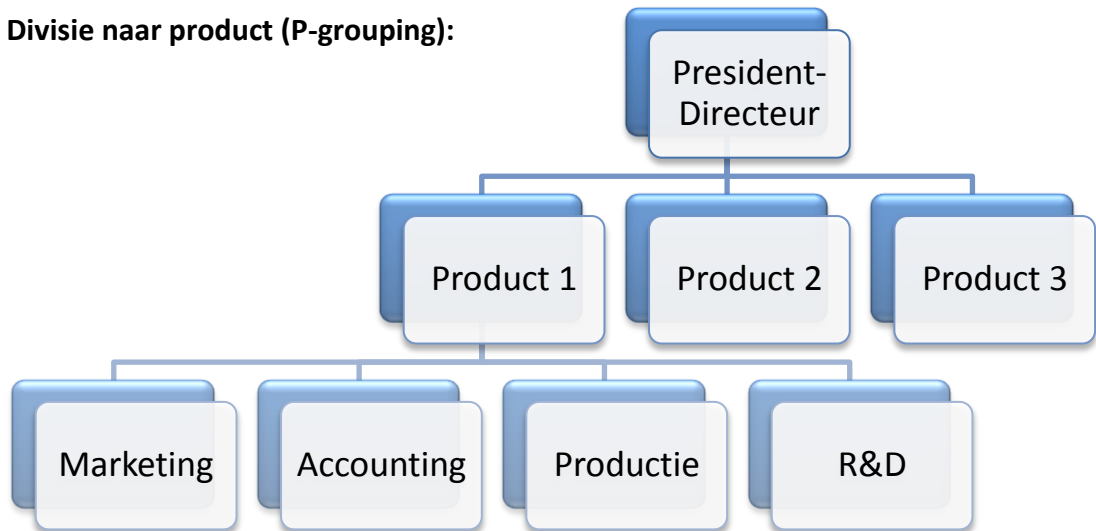 Divisie naar product (P-grouping):
President-
Directeur
Product 1
Product 2
Product 3
Marketing
Accounting
Productie
R&D